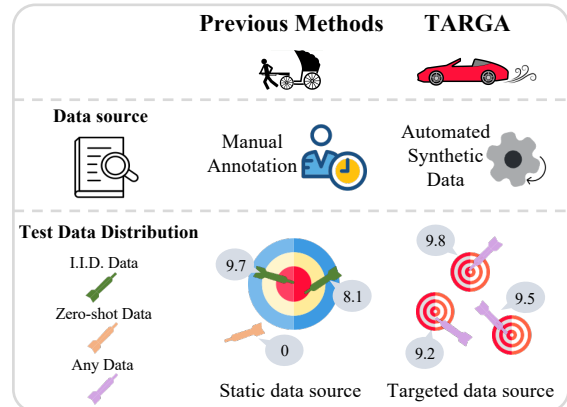 Previous Methods
TARGA
Data source
Manual
Annotation
Automated
Synthetic
Data
Test Data Distribution
I.I.D. Data
Zero-shot Data
Any Data
9.7
8.1
0
9.8
9.5
9.2
Static data source
Targeted data source